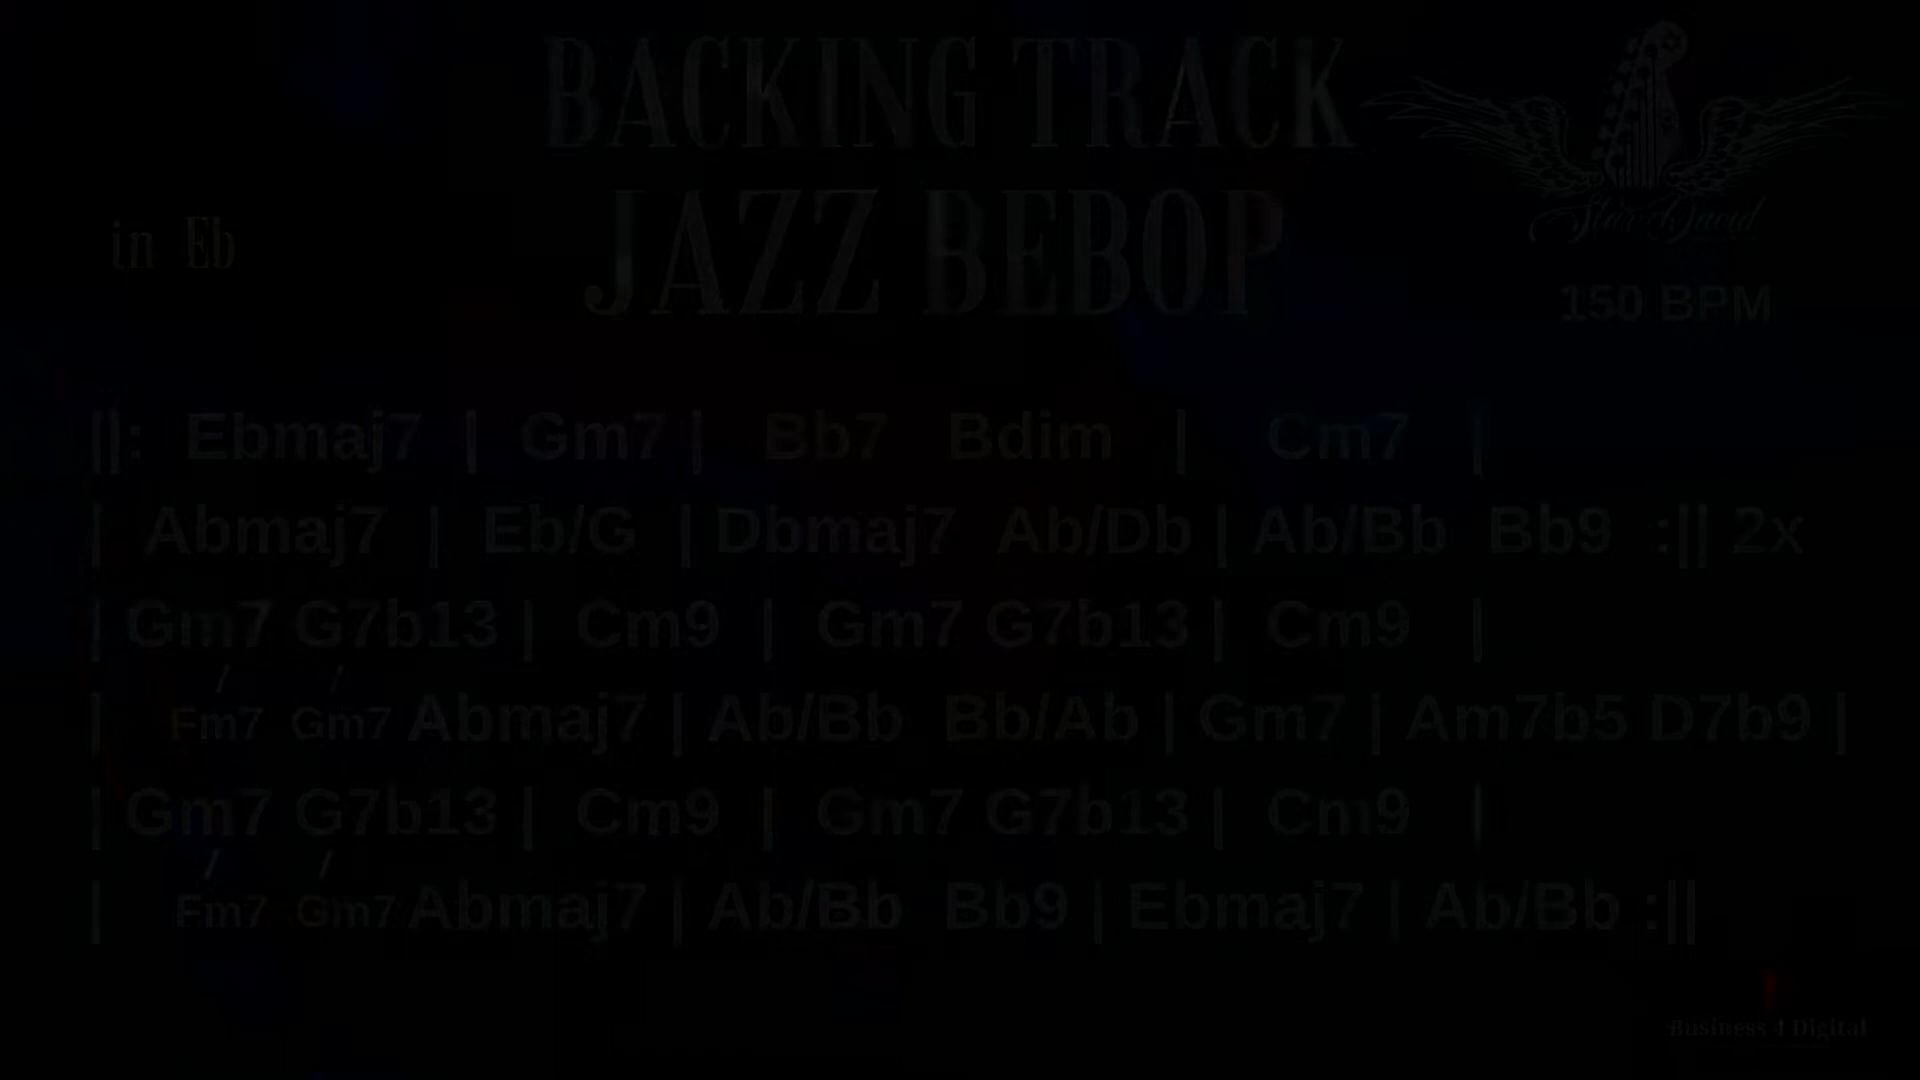 BACKING TRACK
JAZZ BEBOP
in Eb
150 BPM
||: Ebmaj7 | Gm7 | Bb7 Bdim | Cm7 |
| Abmaj7 | Eb/G | Dbmaj7 Ab/Db | Ab/Bb Bb9 :|| 2x
| Gm7 G7b13 | Cm9 | Gm7 G7b13 | Cm9 |
/ /
| Fm7 Gm7 Abmaj7 | Ab/Bb Bb/Ab | Gm7 | Am7b5 D7b9 |
| Gm7 G7b13 | Cm9 | Gm7 G7b13 | Cm9 |
/ /
| Fm7 Gm7 Abmaj7 | Ab/Bb Bb9 | Ebmaj7 | Ab/Bb :||
Business 4 Digital